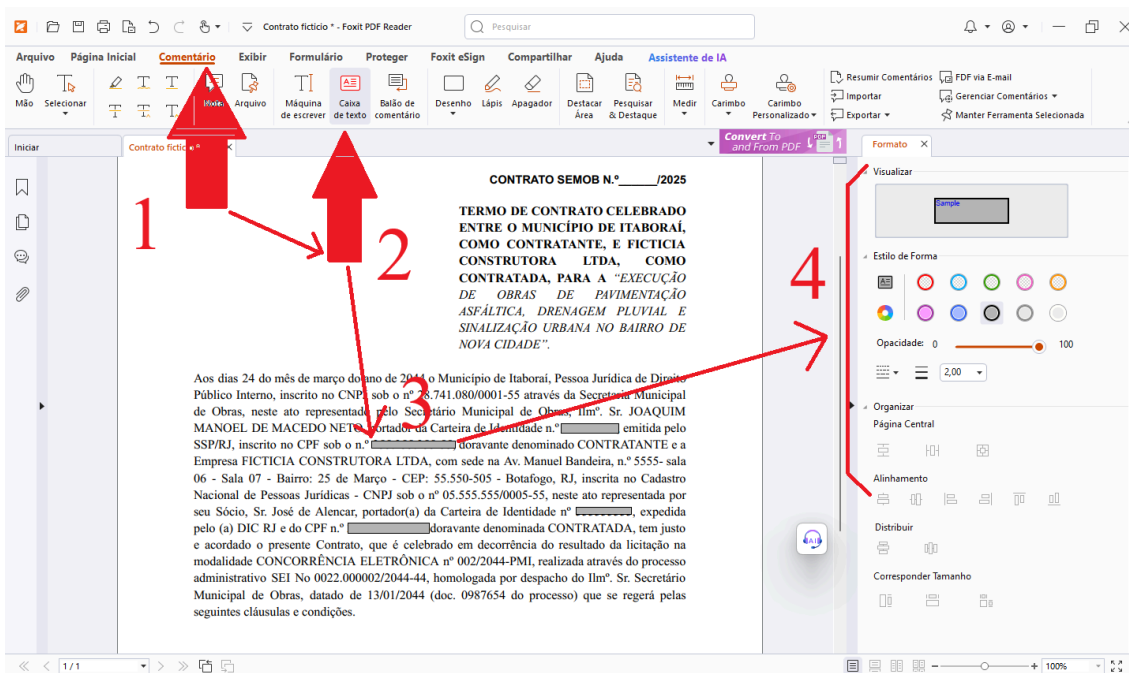 Contrato ficticio * - Foxit PDF Reader
Pesquisar
Arquivo Página Inicial Comentário Exibir Formulário Proteger Foxit eSign Compartilhar Ajuda Assistente de IA
Mão Selecionar Nota Arquivo Máquina de escrever Caixa de texto Balão de comentário Desenho Lápis Apagador Destacar Área Pesquisar & Destaque Medir Carimbo Carimbo Personalizado
Resumir Comentários FDF via E-mail
Importar Gerenciar Comentários
Exportar Manter Ferramenta Selecionada
Iniciar
Contrato ficticio *
Convert To
and From PDF
PDF
Formato
1
2
3
4
CONTRATO SEMOB N.º______/2025
TERMO DE CONTRATO CELEBRADO
ENTRE O MUNICÍPIO DE ITABORAÍ,
COMO CONTRATANTE, E FICTICIA
CONSTRUTORA LTDA, COMO
CONTRATADA, PARA A “EXECUÇÃO
DE OBRAS DE PAVIMENTAÇÃO
ASFÁLTICA, DRENAGEM PLUVIAL E
SINALIZAÇÃO URBANA NO BAIRRO DE
NOVA CIDADE”.
Aos dias 24 do mês de março do ano de 2044 o Município de Itaboraí, Pessoa Jurídica de Direito
Público Interno, inscrito no CNPJ sob o nº 28.741.080/0001-55 através da Secretaria Municipal
de Obras, neste ato representado pelo Secretário Municipal de Obras, Ilmº. Sr. JOAQUIM
MANOEL DE MACEDO NETO, portador da Carteira de Identidade n.º emitida pelo
SSP/RJ, inscrito no CPF sob o n.º doravante denominado CONTRATANTE e a
Empresa FICTICIA CONSTRUTORA LTDA, com sede na Av. Manuel Bandeira, n.º 5555- sala
06 - Sala 07 - Bairro: 25 de Março - CEP: 55.550-505 - Botafogo, RJ, inscrita no Cadastro
Nacional de Pessoas Jurídicas - CNPJ sob o nº 05.555.555/0005-55, neste ato representada por
seu Sócio, Sr. José de Alencar, portador(a) da Carteira de Identidade nº , expedida
pelo (a) DIC RJ e do CPF n.º doravante denominada CONTRATADA, tem justo
e acordado o presente Contrato, que é celebrado em decorrência do resultado da licitação na
modalidade CONCORRÊNCIA ELETRÔNICA nº 002/2044-PMI, realizada através do processo
administrativo SEI No 0022.000002/2044-44, homologada por despacho do Ilmº. Sr. Secretário
Municipal de Obras, datado de 13/01/2044 (doc. 0987654 do processo) que se regerá pelas
seguintes cláusulas e condições.
Visualizar
Sample
Estilo de Forma
Opacidade: 0 100
2,00
Organizar
Página Central
Alinhamento
Distribuir
Corresponder Tamanho
AI
1/1
100%